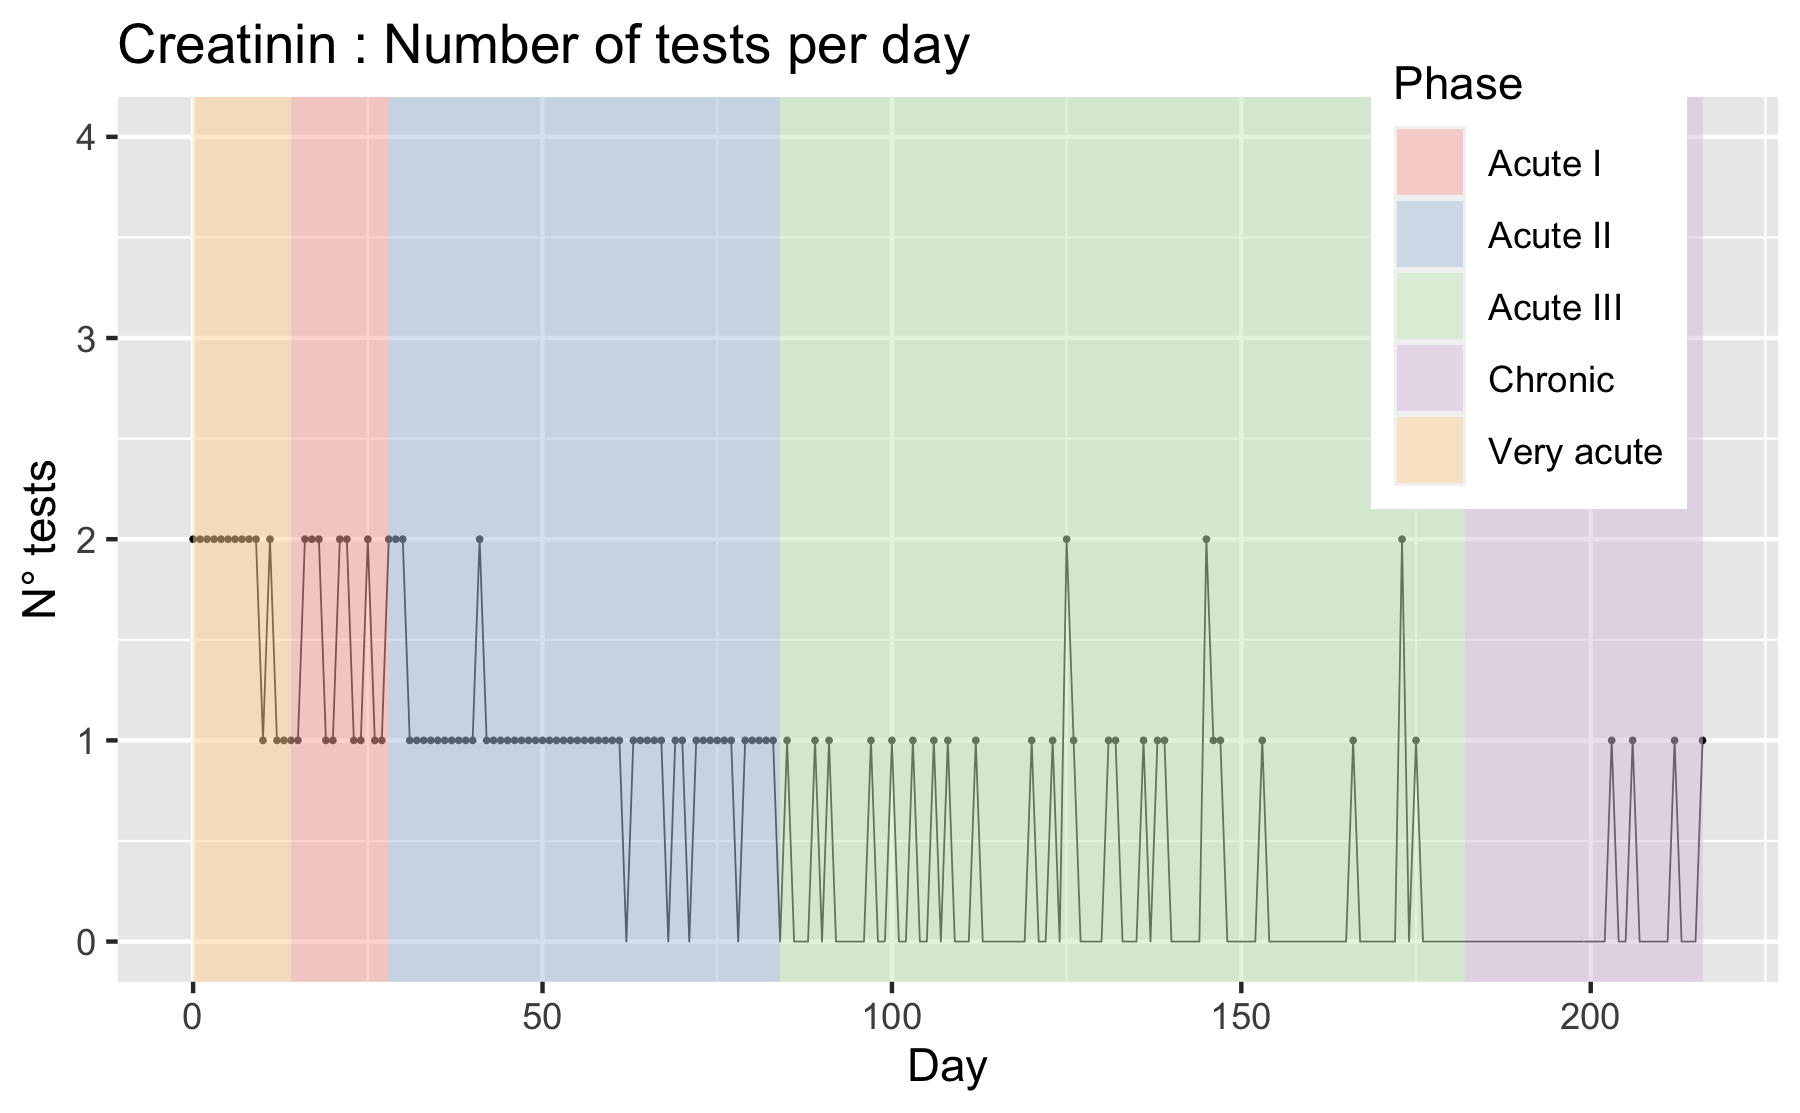 Creatinin : Number of tests per day
Phase
Acute I
Acute II
Acute III
Chronic
Very acute
N° tests
4
3
2
1
0
0 50 100 150 200
Day